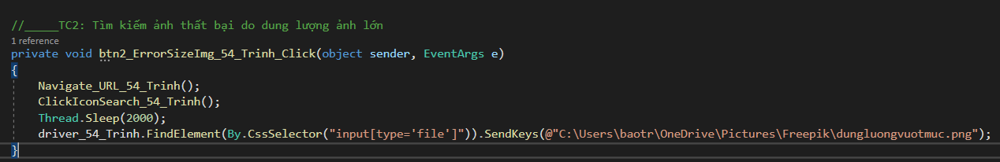 //_____TC2: Tìm kiếm ảnh thất bại do dung lượng ảnh lớn
1 reference
private void btn2_ErrorSizeImg_54_Trinh_Click(object sender, EventArgs e)
{
Navigate_URL_54_Trinh();
ClickIconSearch_54_Trinh();
Thread.Sleep(2000);
driver_54_Trinh.FindElement(By.CssSelector("input[type='file']")).SendKeys(@"C:\Users\baotr\OneDrive\Pictures\Freepik\dungluongvuotmuc.png");
}